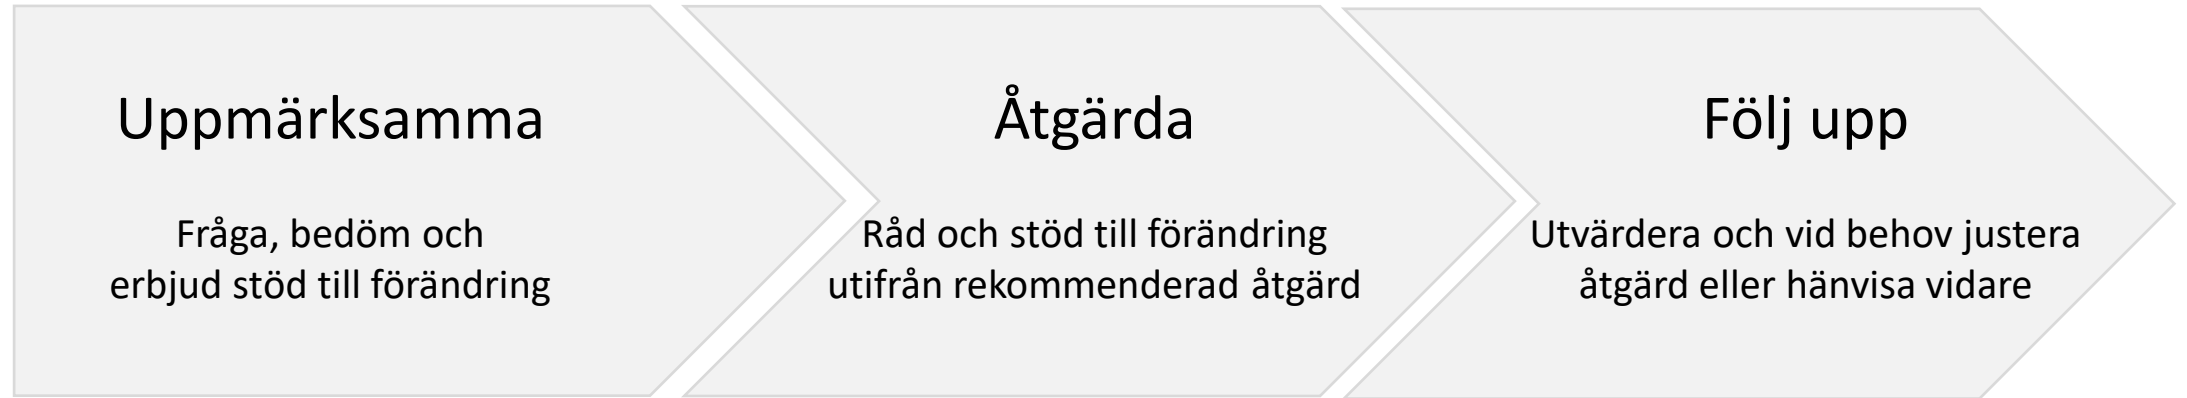 Uppmärksamma
Fråga, bedöm och
erbjud stöd till förändring
Åtgärda
Råd och stöd till förändring
utifrån rekommenderad åtgärd
Följ upp
Utvärdera och vid behov justera
åtgärd eller hänvisa vidare